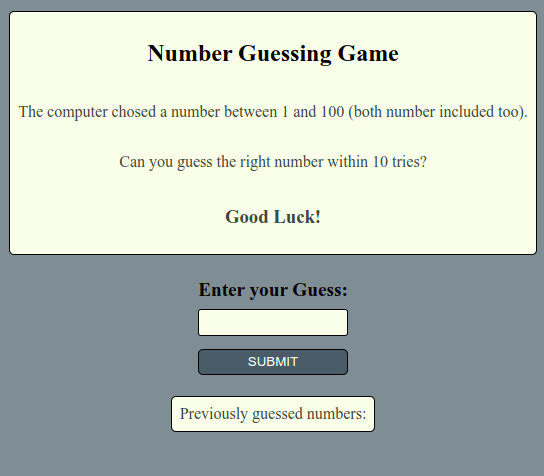 Number Guessing Game
The computer chosed a number between 1 and 100 (both number included too).
Can you guess the right number within 10 tries?
Good Luck!
Enter your Guess:
SUBMIT
Previously guessed numbers: